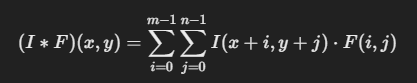 (I ∗ F)(x, y) = ∑_{i=0}^{m−1} ∑_{j=0}^{n−1} I(x + i, y + j) · F(i, j)